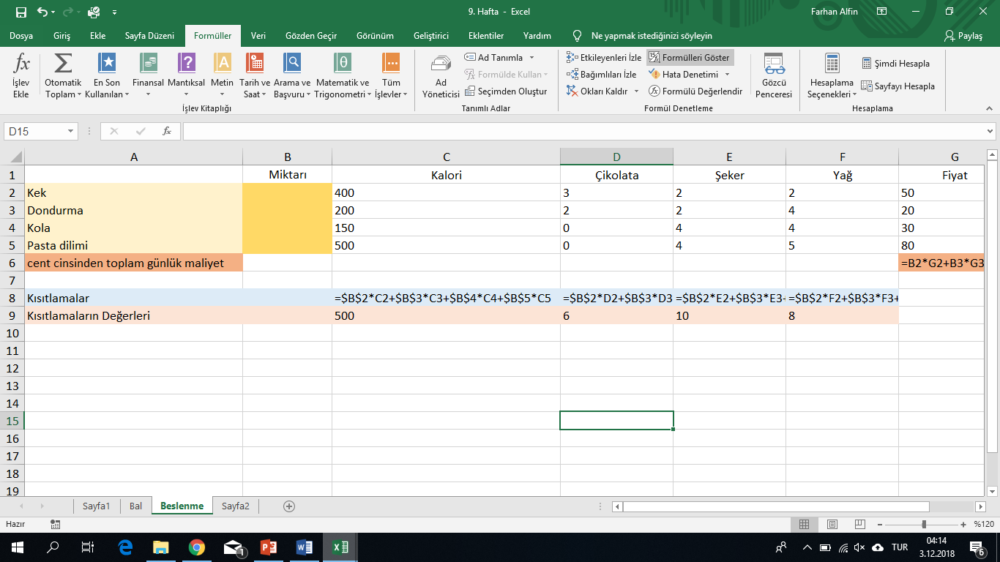 9. Hafta - Excel
Farhan Alfin
Dosya Giriş Ekle Sayfa Düzeni Formüller Veri Gözden Geçir Görünüm Geliştirici Eklentiler Yardım Ne yapmak istediğinizi söyleyin Paylaş
fx İşlev Ekle
Σ Otomatik Toplam
En Son Kullanılan
Finansal
Mantıksal
Metin
Tarih ve Saat
Arama ve Başvuru
Matematik ve Trigonometri
Tüm İşlevler
İşlev Kitaplığı
Ad Yöneticisi
Ad Tanımla
Formülde Kullan
Seçimden Oluştur
Tanımlı Adlar
Etkileyenleri İzle
Bağımlıları İzle
Okları Kaldır
Formülleri Göster
Hata Denetimi
Formülü Değerlendir
Gözcü Penceresi
Formül Denetleme
Hesaplama Seçenekleri
Şimdi Hesapla
Sayfayı Hesapla
Hesaplama
D15 fx
A B C D E F G
1 Miktarı Kalori Çikolata Şeker Yağ Fiyat
2 Kek 400 3 2 2 50
3 Dondurma 200 2 2 4 20
4 Kola 150 0 4 4 30
5 Pasta dilimi 500 0 4 5 80
6 cent cinsinden toplam günlük maliyet =B2*G2+B3*G3
7
8 Kısıtlamalar =$B$2*C2+$B$3*C3+$B$4*C4+$B$5*C5 =$B$2*D2+$B$3*D3 =$B$2*E2+$B$3*E3+ =$B$2*F2+$B$3*F3+
9 Kısıtlamaların Değerleri 500 6 10 8
10
11
12
13
14
15
16
17
18
19
Sayfa1 Bal Beslenme Sayfa2
Hazır %120
1 TUR 04:14
3.12.2018 6